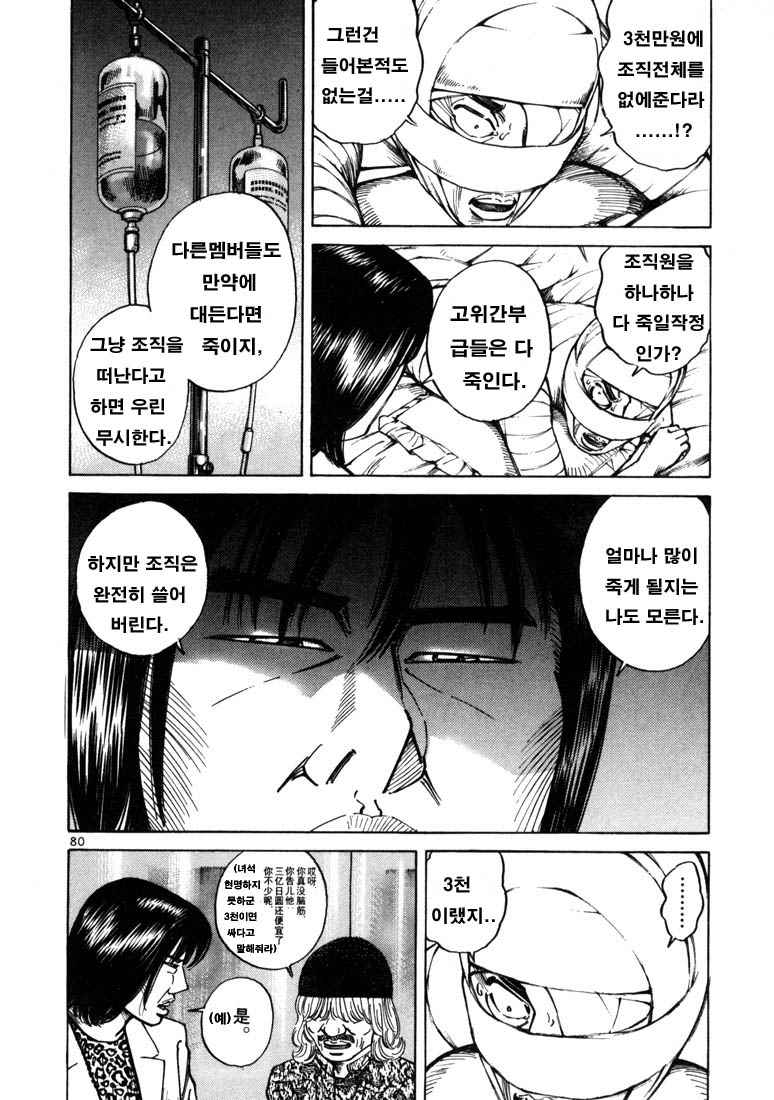 3천만원에
조직전체를
없에준다라
......!?
그런건
들어본적도
없는걸.....
조직원을
하나하나
다 죽일작정
인가?
고위간부
급들은 다
죽인다.
다른멤버들도
만약에
대든다면
죽이지,
그냥 조직을
떠난다고
하면 우린
무시한다.
얼마나 많이
죽게 될지는
나도 모른다.
하지만 조직은
완전히 쓸어
버린다.
80
......
3천
이랬지..
哎呀,
你真没脑筋,
你告儿他,
三亿日圆还便宜了
你不少呢。
(녀석
현명하지
못하군
3천이면
싸다고
말해줘라)
(예)是。